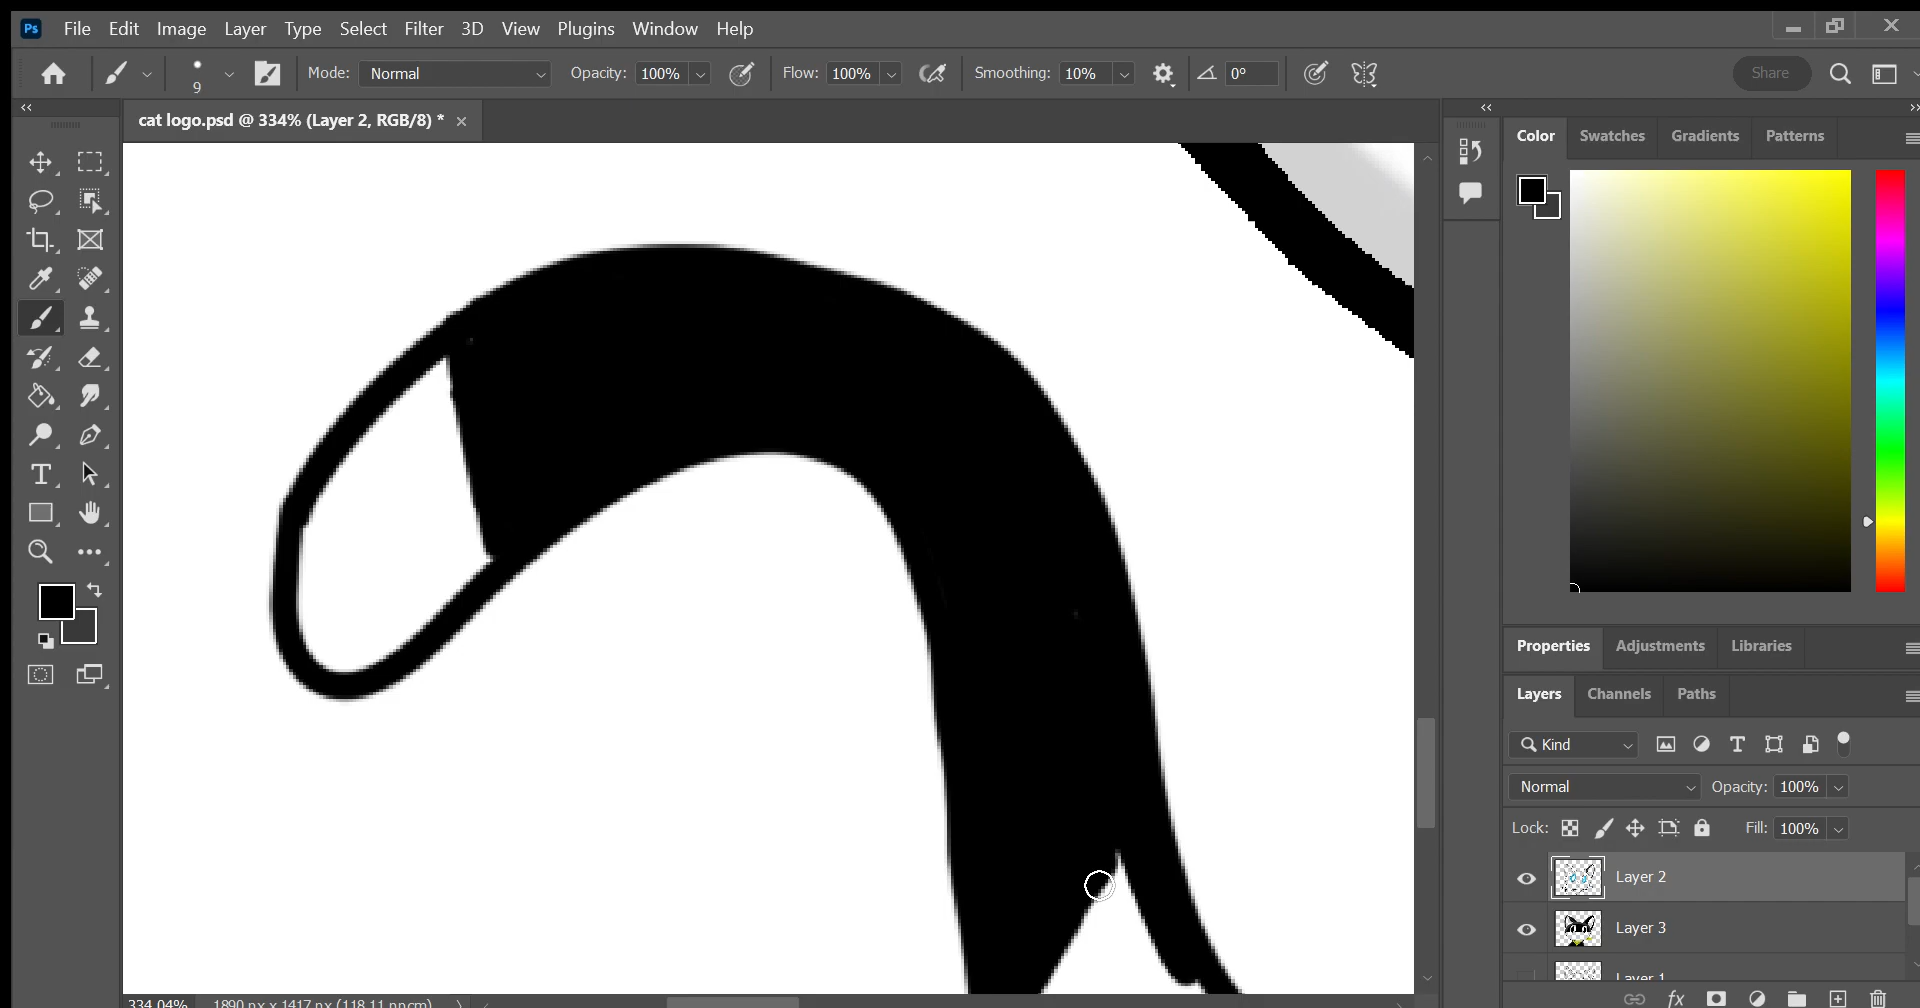 Ps File Edit Image Layer Type Select Filter 3D View Plugins Window Help
9 Mode: Normal Opacity: 100% Flow: 100% Smoothing: 10% 0° Share
cat logo.psd @ 334% (Layer 2, RGB/8) *
Color Swatches Gradients Patterns
Properties Adjustments Libraries
Layers Channels Paths
Kind
Normal Opacity: 100%
Lock: Fill: 100%
Layer 2
Layer 3
Layer 1
334.04% 1890 px x 1417 px (118.11 ppcm)
fx